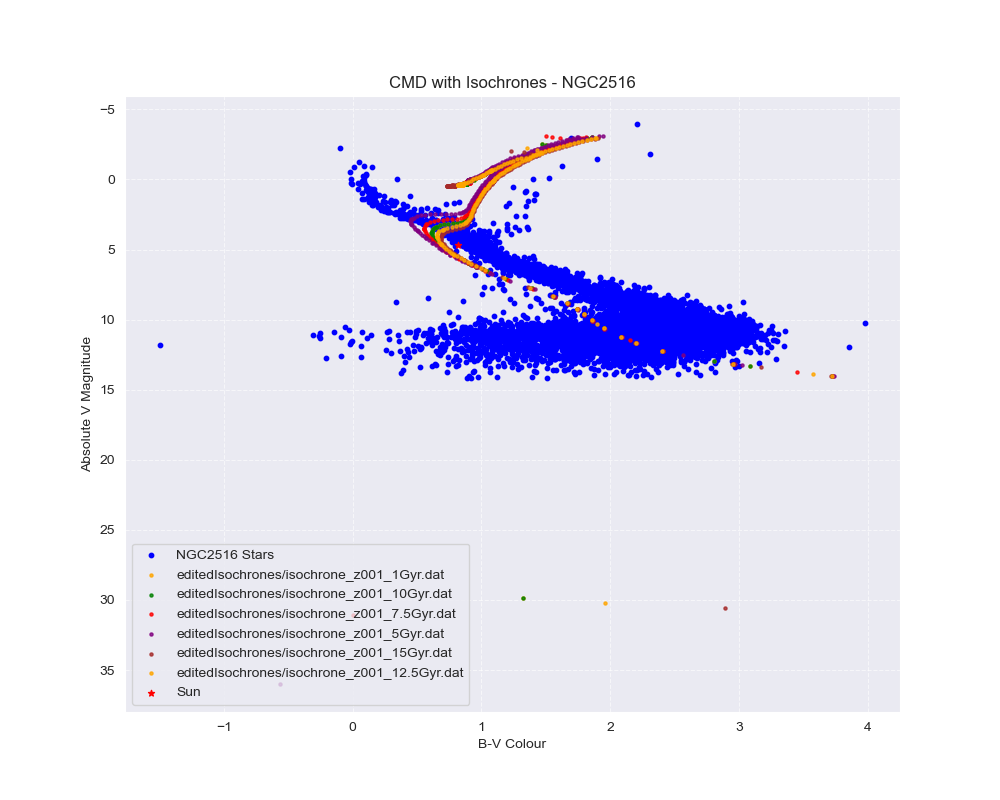 CMD with Isochrones - NGC2516
Absolute V Magnitude
−5
0
5
10
15
20
25
30
35
NGC2516 Stars
editedIsochrones/isochrone_z001_1Gyr.dat
editedIsochrones/isochrone_z001_10Gyr.dat
editedIsochrones/isochrone_z001_7.5Gyr.dat
editedIsochrones/isochrone_z001_5Gyr.dat
editedIsochrones/isochrone_z001_15Gyr.dat
editedIsochrones/isochrone_z001_12.5Gyr.dat
Sun
−1 0 1 2 3 4
B-V Colour